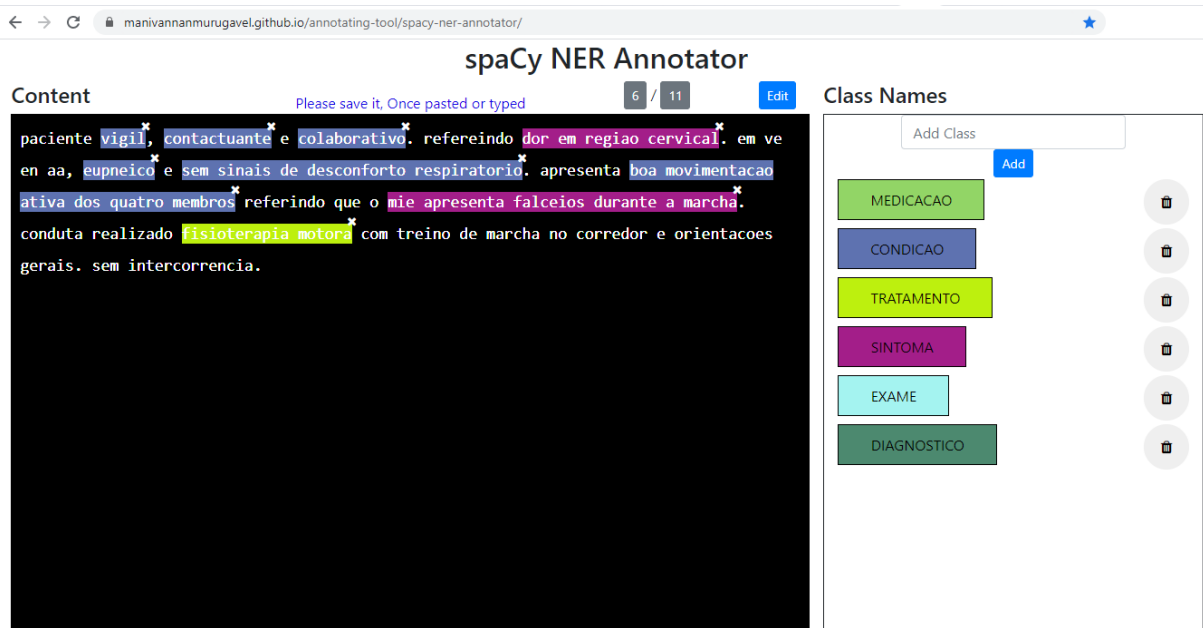 manivannanmurugavel.github.io/annotating-tool/spacy-ner-annotator/
spaCy NER Annotator
Content
Please save it, Once pasted or typed
6 / 11
Edit
paciente vigil, contactuante e colaborativo. refereindo dor em regiao cervical. em ve
en aa, eupneico e sem sinais de desconforto respiratorio. apresenta boa movimentacao
ativa dos quatro membros referindo que o mie apresenta falceios durante a marcha.
conduta realizado fisioterapia motora com treino de marcha no corredor e orientacoes
gerais. sem intercorrencia.
Class Names
Add Class
Add
MEDICACAO
CONDICAO
TRATAMENTO
SINTOMA
EXAME
DIAGNOSTICO